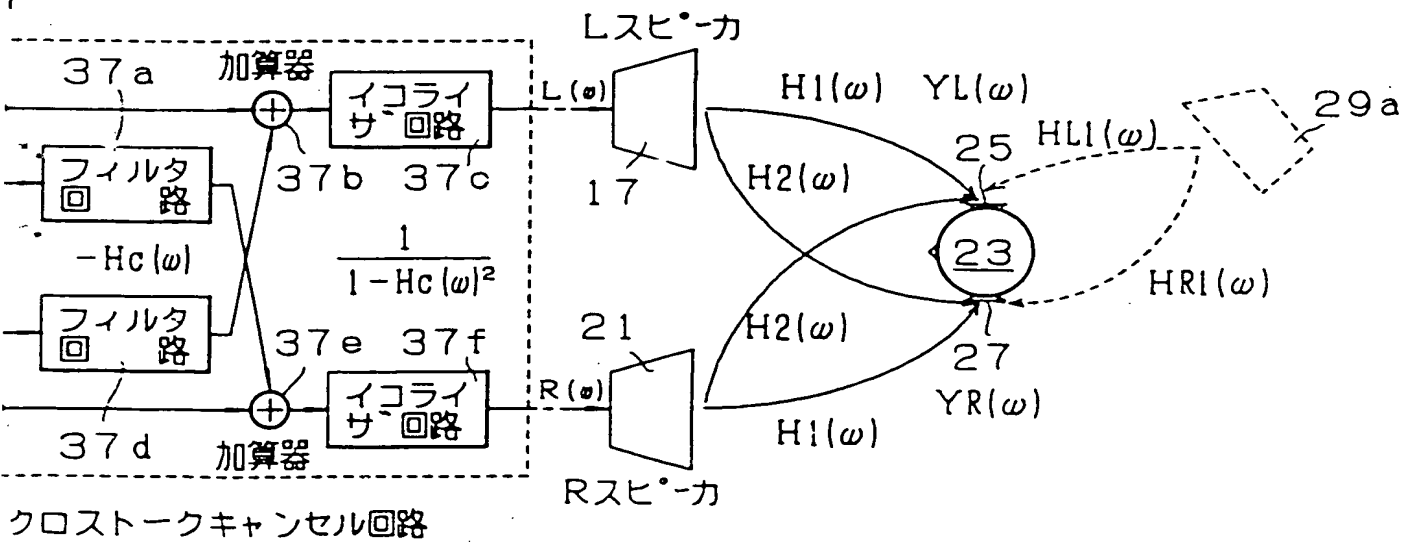 Lスピーカ
37a
加算器
イコライ
ザ回路
L(ω)
H1(ω)
YL(ω)
29a
HL1(ω)
25
フィルタ
回 路
37b
37c
17
H2(ω)
-Hc(ω)
1
1-Hc(ω)²
23
HR1(ω)
フィルタ
回 路
37e
37f
21
H2(ω)
27
イコライ
ザ回路
R(ω)
YR(ω)
37d
加算器
H1(ω)
Rスピーカ
クロストークキャンセル回路